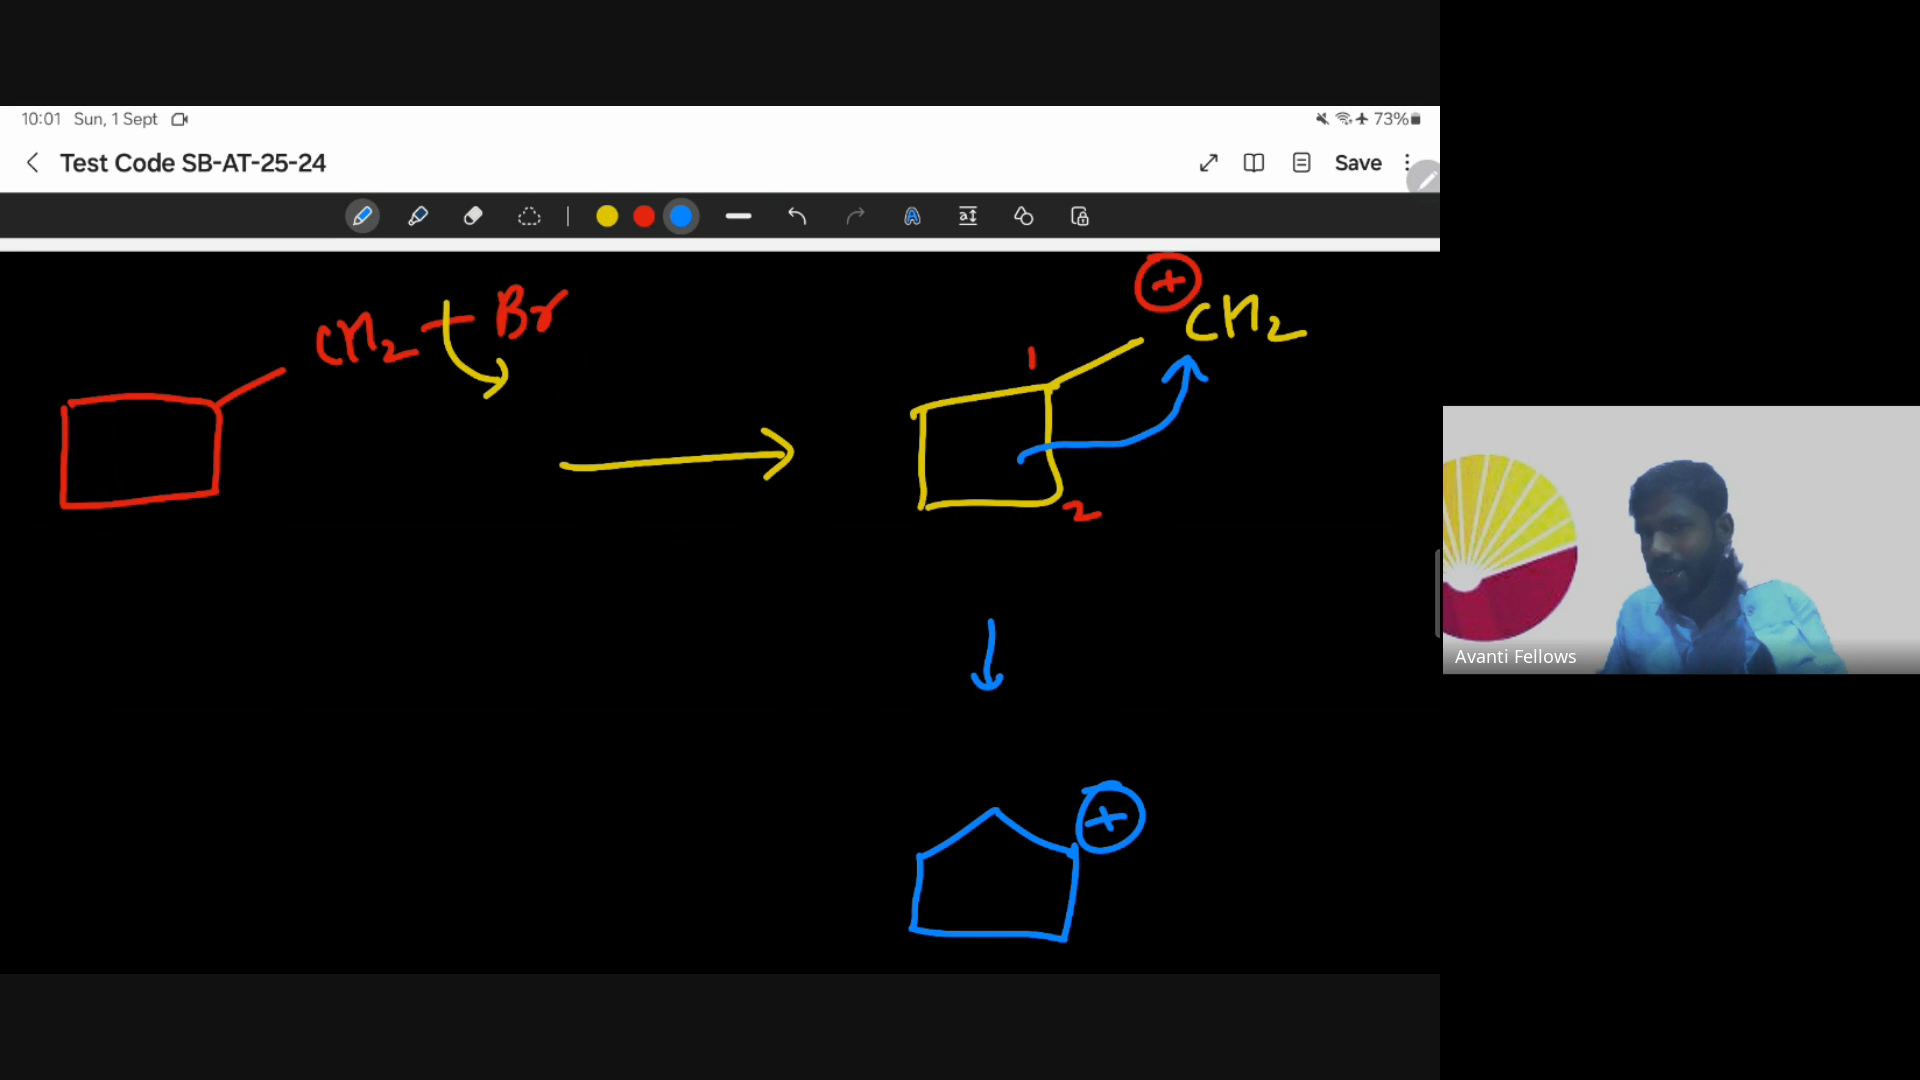 10:01 Sun, 1 Sept 73%
Test Code SB-AT-25-24 Save
CH2 Br
+
CH2
1
2
+
Avanti Fellows